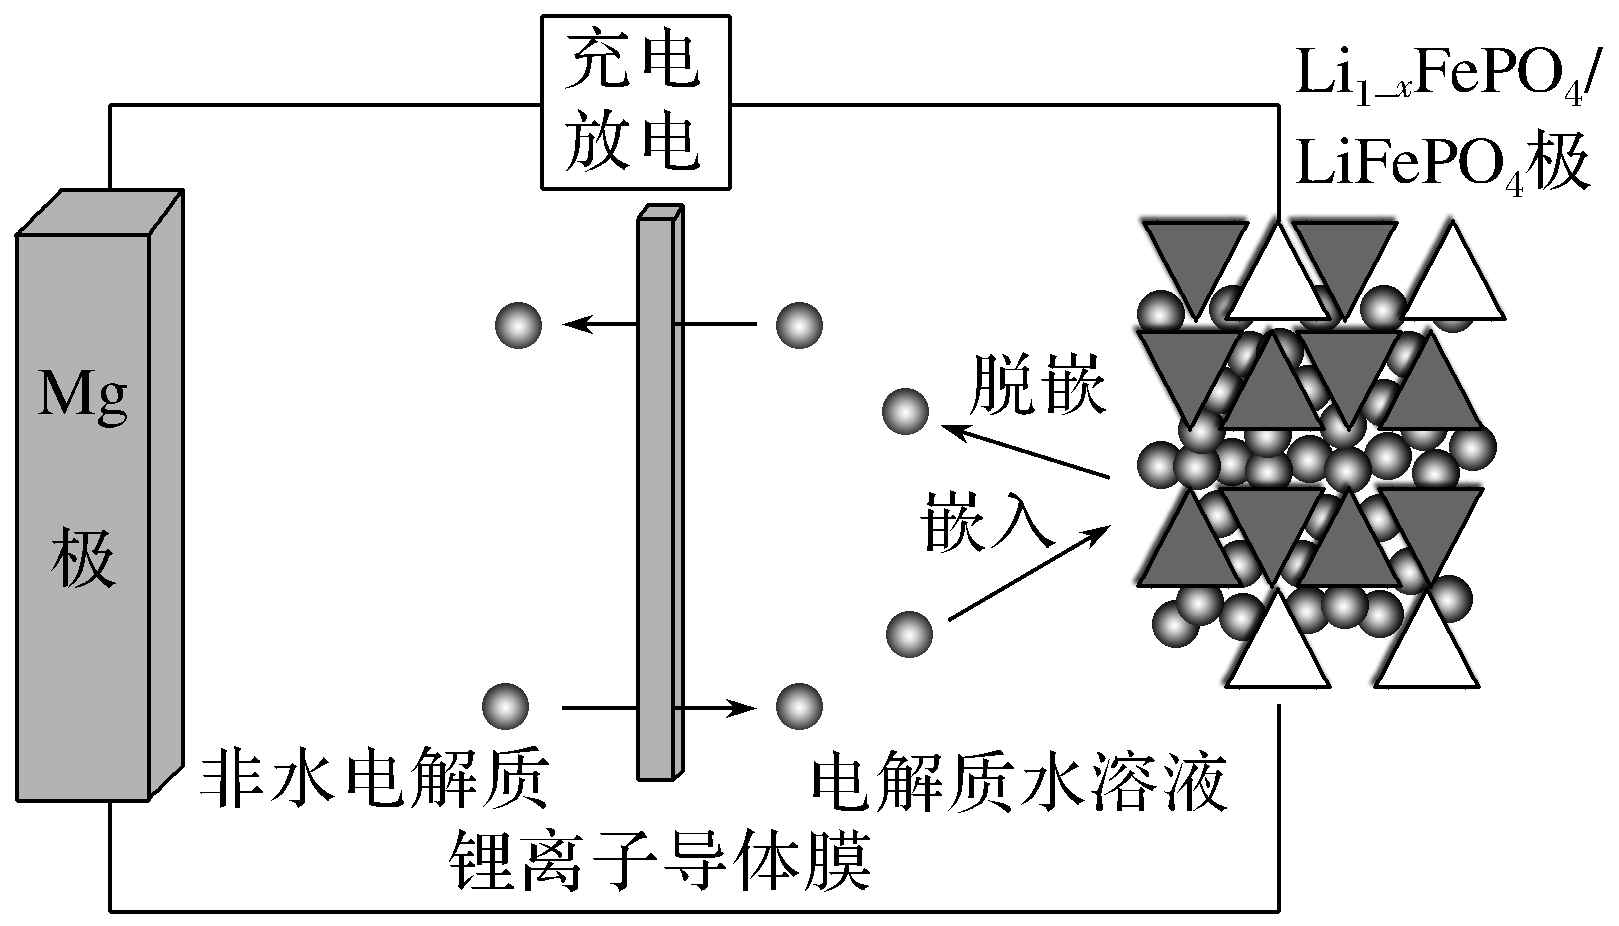 充电
放电
Li₁₋ₓFePO₄/
LiFePO₄极
Mg
极
脱嵌
嵌入
非水电解质
电解质水溶液
锂离子导体膜